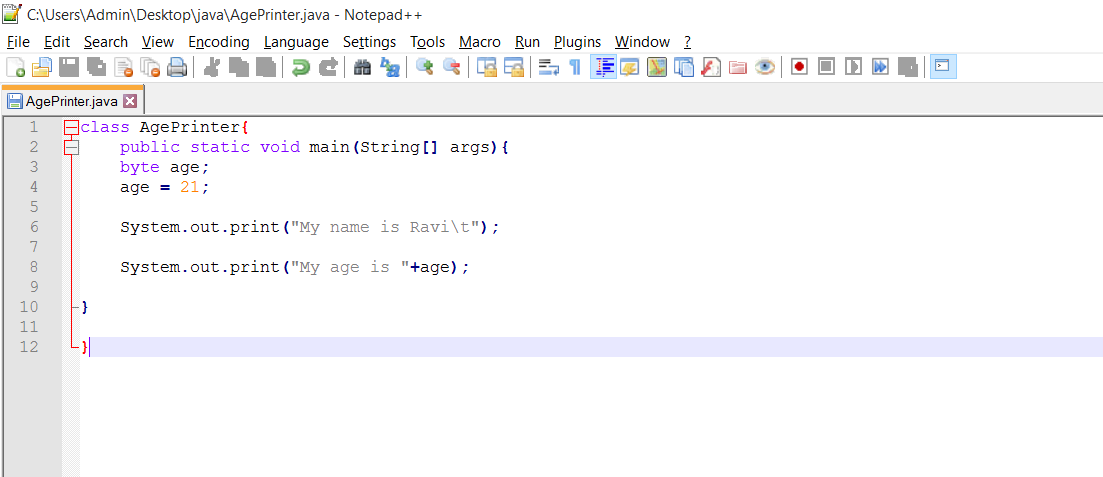 C:\Users\Admin\Desktop\java\AgePrinter.java - Notepad++
File Edit Search View Encoding Language Settings Tools Macro Run Plugins Window ?
AgePrinter.java
1 class AgePrinter{
2 public static void main(String[] args){
3 byte age;
4 age = 21;
5
6 System.out.print("My name is Ravi\t");
7
8 System.out.print("My age is "+age);
9
10 }
11
12 }